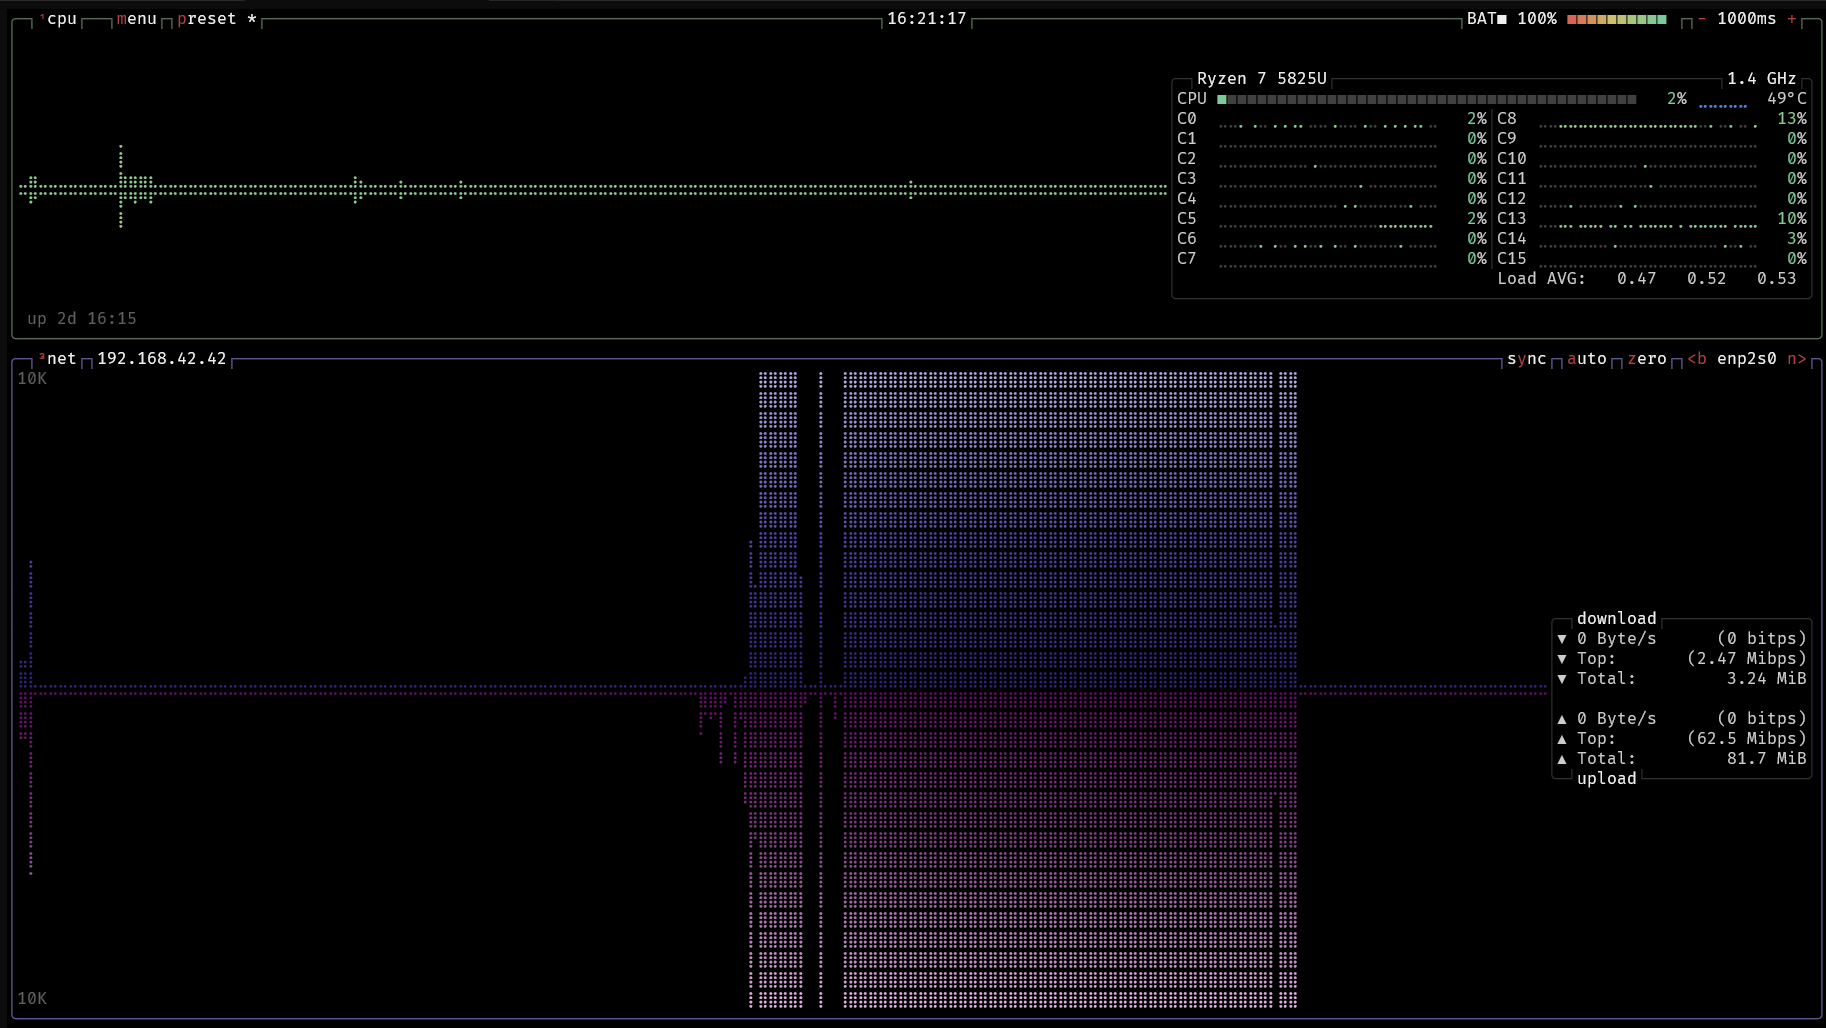 ¹cpu menu preset * 16:21:17 BAT■ 100% - 1000ms +
Ryzen 7 5825U 1.4 GHz
CPU 2% 49°C
C0 2% C8 13%
C1 0% C9 0%
C2 0% C10 0%
C3 0% C11 0%
C4 0% C12 0%
C5 2% C13 10%
C6 0% C14 3%
C7 0% C15 0%
Load AVG: 0.47 0.52 0.53
up 2d 16:15
³net 192.168.42.42 sync auto zero <b enp2s0 n>
10K
download
▼ 0 Byte/s (0 bitps)
▼ Top: (2.47 Mibps)
▼ Total: 3.24 MiB
▲ 0 Byte/s (0 bitps)
▲ Top: (62.5 Mibps)
▲ Total: 81.7 MiB
upload
10K